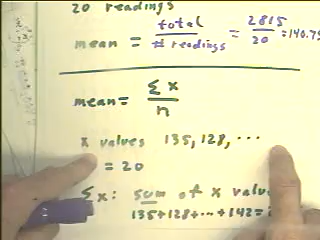 20 readings
mean = total / # readings = 2815 / 20 = 140.75
mean = Σx / n
x values 135, 128, ...
= 20
Σx: sum of x valu
135+128+...+142=